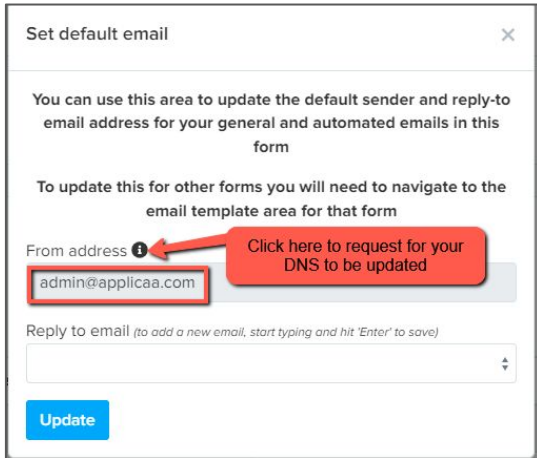 Set default email ×
You can use this area to update the default sender and reply-to
email address for your general and automated emails in this
form
To update this for other forms you will need to navigate to the
email template area for that form
From address
Click here to request for your
DNS to be updated
admin@applicaa.com
Reply to email (to add a new email, start typing and hit 'Enter' to save)
Update